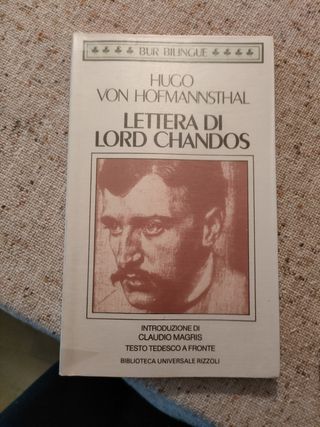 BUR BILINGUE
HUGO
VON HOFMANNSTHAL
LETTERA DI
LORD CHANDOS
INTRODUZIONE DI
CLAUDIO MAGRIS
TESTO TEDESCO A FRONTE
BIBLIOTECA UNIVERSALE RIZZOLI